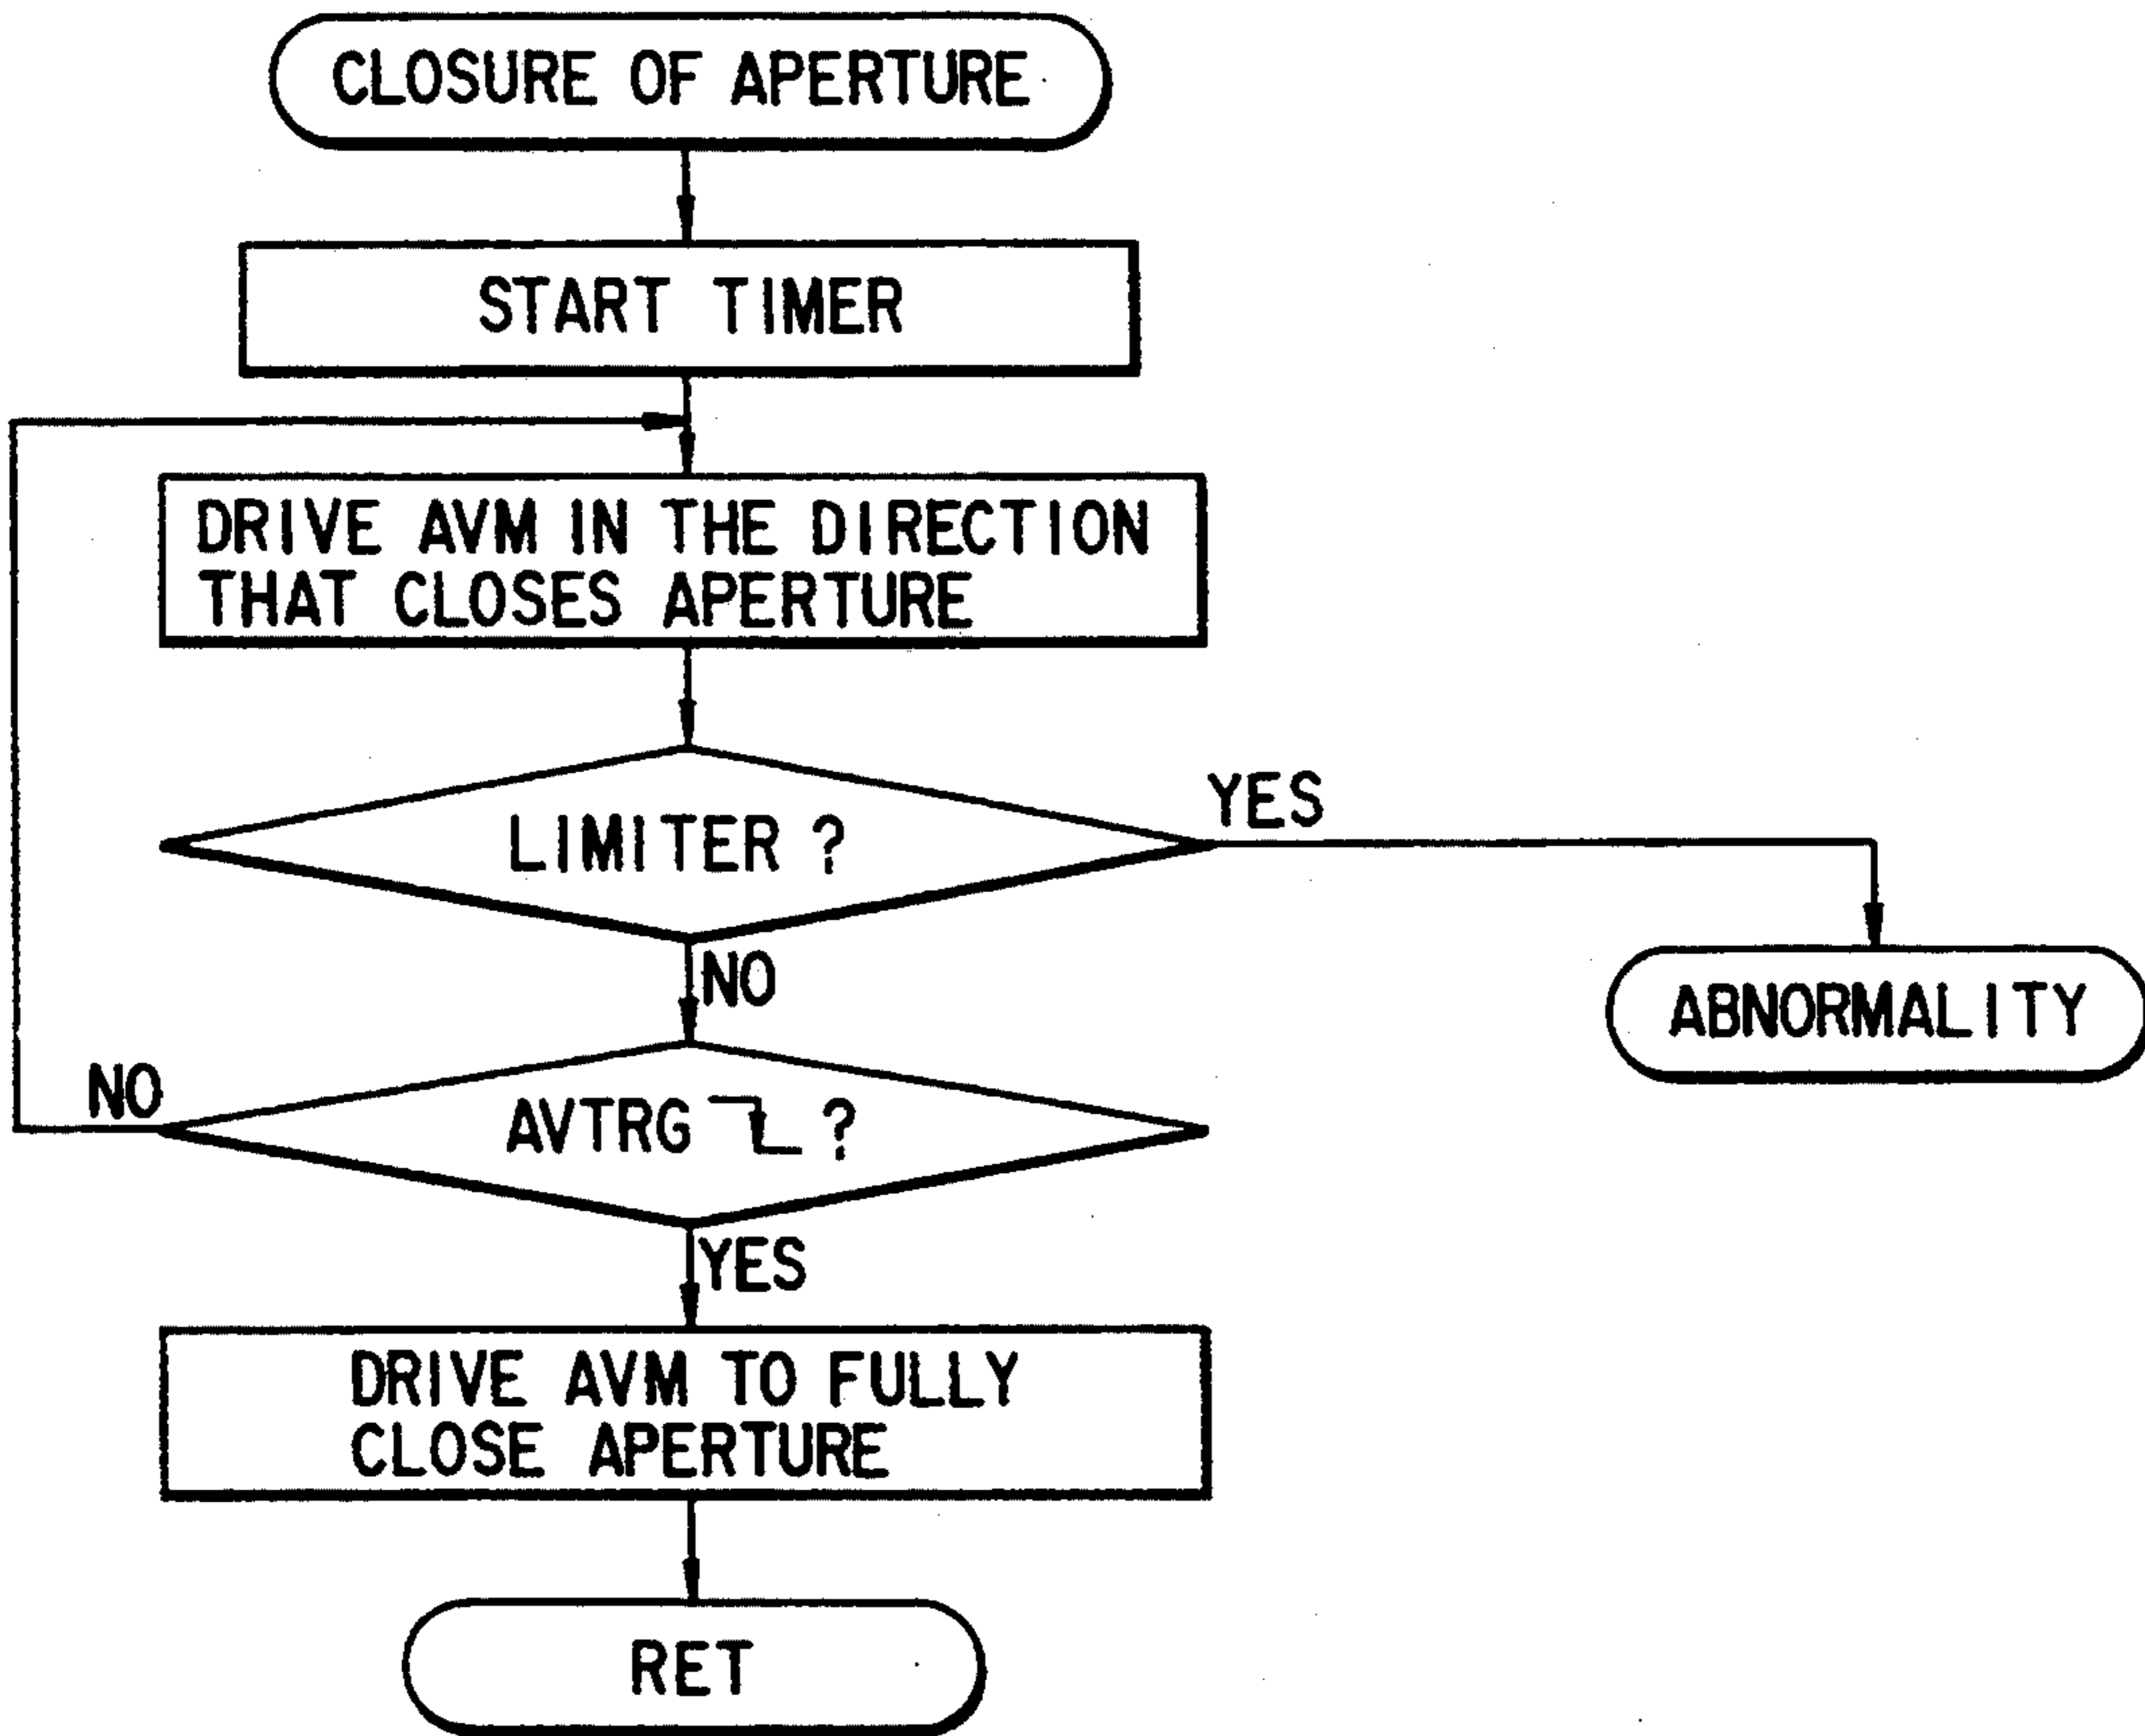 CLOSURE OF APERTURE
START TIMER
DRIVE AVM IN THE DIRECTION
THAT CLOSES APERTURE
LIMITER ?
YES
NO
ABNORMALITY
NO
AVTRG ?
YES
DRIVE AVM TO FULLY
CLOSE APERTURE
RET